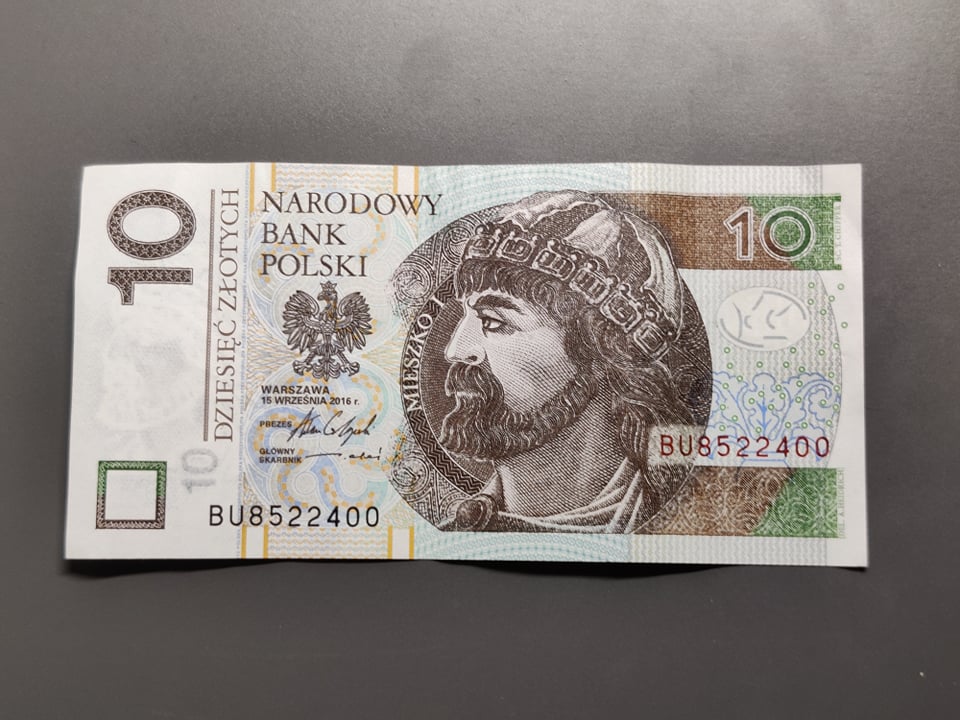 10
DZIESIĘĆ ZŁOTYCH
10
NARODOWY
BANK
POLSKI
WARSZAWA
15 WRZEŚNIA 2016 r.
PREZES
GŁÓWNY
SKARBNIK
BU8522400
MIESZKO I
10
BU8522400